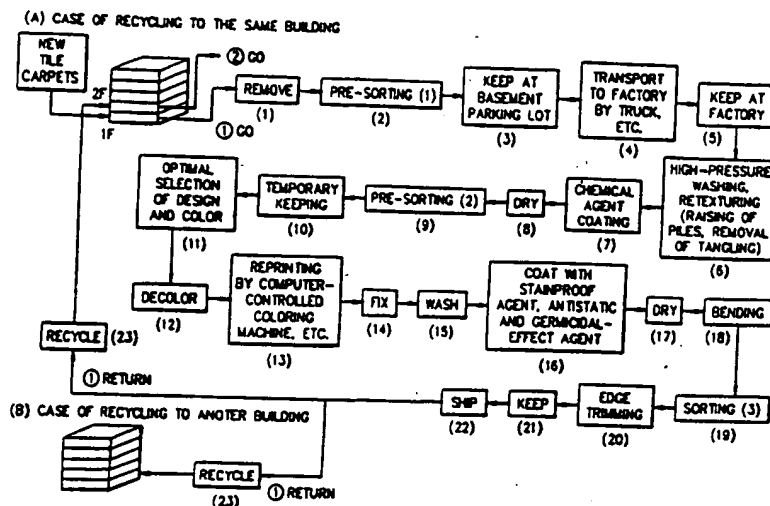 (A) CASE OF RECYCLING TO THE SAME BUILDING
NEW
TILE
CARPETS
2F
1F
② GO
① GO
REMOVE
(1)
PRE-SORTING (1)
(2)
KEEP AT
BASEMENT
PARKING LOT
(3)
TRANSPORT
TO FACTORY
BY TRUCK,
ETC.
(4)
KEEP AT
FACTORY
(5)
HIGH-PRESSURE
WASHING,
RETEXTURING
(RAISING OF
PILES, REMOVAL
OF TANGLING)
(6)
CHEMICAL
AGENT
COATING
(7)
DRY
(8)
PRE-SORTING (2)
(9)
TEMPORARY
KEEPING
(10)
OPTIMAL
SELECTION
OF DESIGN
AND COLOR
(11)
DECOLOR
(12)
REPRINTING
BY COMPUTER-
CONTROLLED
COLORING
MACHINE, ETC.
(13)
FIX
(14)
WASH
(15)
COAT WITH
STAINPROOF
AGENT, ANTISTATIC
AND GERMICIDAL-
EFFECT AGENT
(16)
DRY
(17)
BENDING
(18)
SORTING (3)
(19)
EDGE
TRIMMING
(20)
KEEP
(21)
SHIP
(22)
RECYCLE
(23)
① RETURN
(B) CASE OF RECYCLING TO ANOTER BUILDING
RECYCLE
(23)
① RETURN